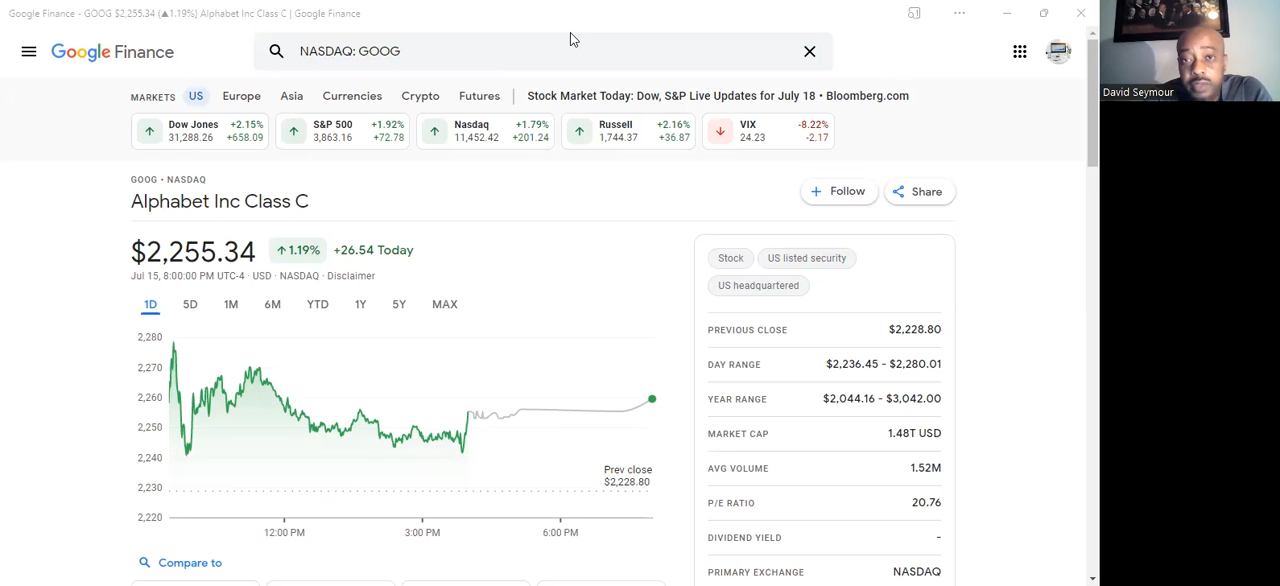 Google Finance - GOOG $2,255.34 (▲1.19%) Alphabet Inc Class C | Google Finance
Google Finance
NASDAQ: GOOG
David Seymour
MARKETS US Europe Asia Currencies Crypto Futures Stock Market Today: Dow, S&P Live Updates for July 18 • Bloomberg.com
Dow Jones +2.15% S&P 500 +1.92% Nasdaq +1.79% Russell +2.16% VIX -8.22%
31,288.26 +658.09 3,863.16 +72.78 11,452.42 +201.24 1,744.37 +36.87 24.23 -2.17
GOOG • NASDAQ
Alphabet Inc Class C
Follow Share
$2,255.34 1.19% +26.54 Today
Jul 15, 8:00:00 PM UTC-4 · USD · NASDAQ · Disclaimer
1D 5D 1M 6M YTD 1Y 5Y MAX
2,280
2,270
2,260
2,250
2,240
2,230
2,220
Prev close
$2,228.80
12:00 PM 3:00 PM 6:00 PM
Compare to
Stock US listed security
US headquartered
PREVIOUS CLOSE $2,228.80
DAY RANGE $2,236.45 - $2,280.01
YEAR RANGE $2,044.16 - $3,042.00
MARKET CAP 1.48T USD
AVG VOLUME 1.52M
P/E RATIO 20.76
DIVIDEND YIELD -
PRIMARY EXCHANGE NASDAQ